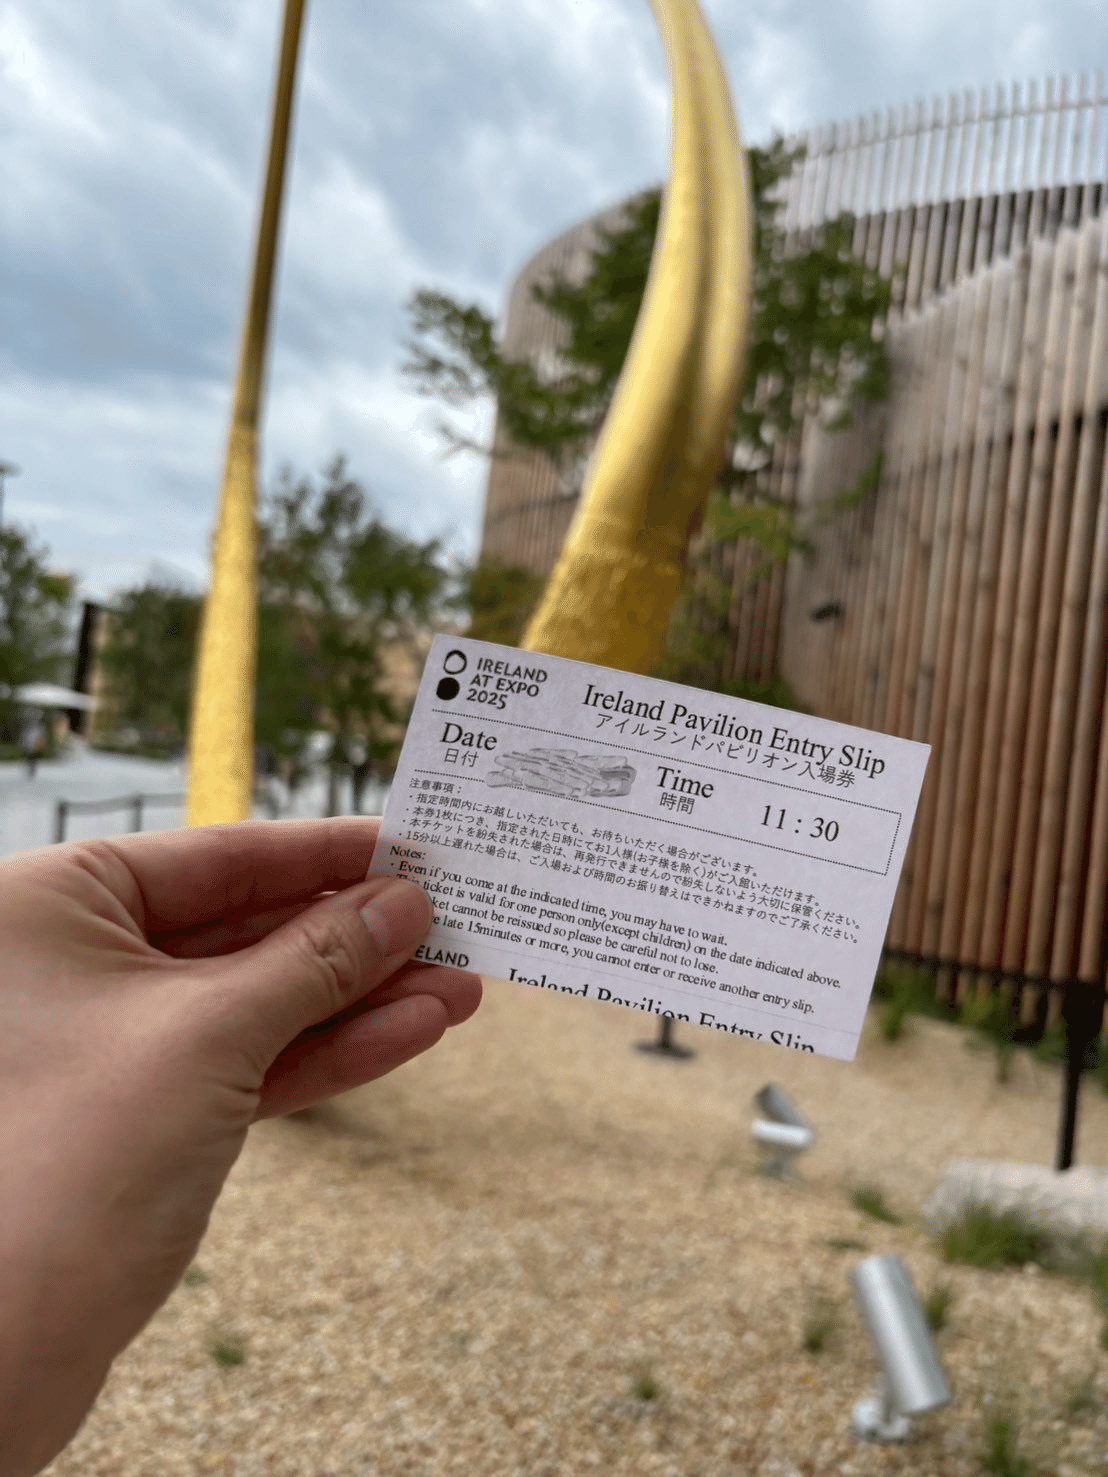 IRELAND
AT EXPO
2025
Ireland Pavilion Entry Slip
アイルランドパビリオン入場券
Date
日付
Time
時間
11 : 30
注意事項：
・指定時間内にお越しいただいても、お待ちいただく場合がございます。
・本券1枚につき、指定された日時にてお1人様(お子様を除く)がご入館いただけます。
・本チケットを紛失された場合は、再発行できませんので紛失しないよう大切に保管ください。
・15分以上遅れた場合は、ご入場および時間のお振り替えはできかねますのでご了承ください。
Notes:
・Even if you come at the indicated time, you may have to wait.
ticket is valid for one person only(except children) on the date indicated above.
cannot be reissued so please be careful not to lose.
late 15minutes or more, you cannot enter or receive another entry slip.
ELAND
Ireland Pavilion Entry Slip